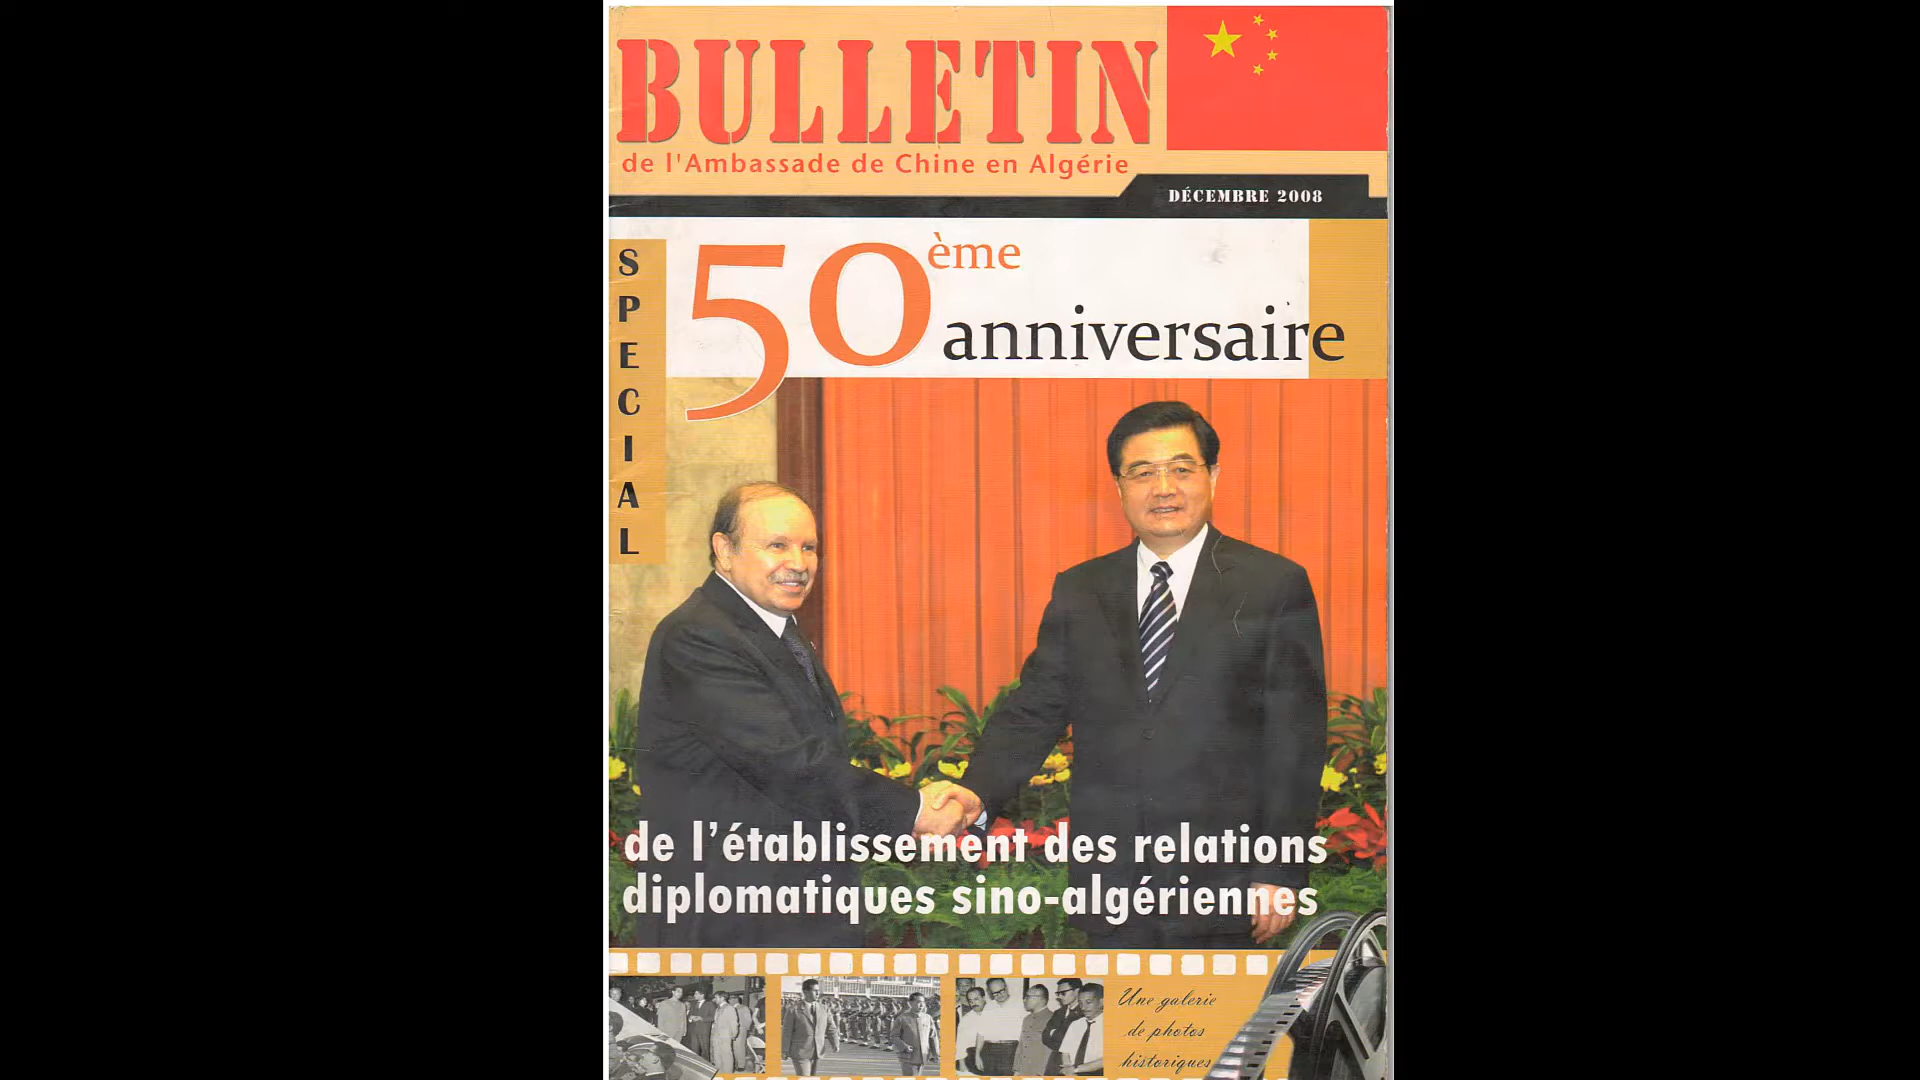 BULLETIN
de l'Ambassade de Chine en Algérie
DÉCEMBRE 2008
SPECIAL
50ème
anniversaire
de l'établissement des relations
diplomatiques sino-algériennes
Une galerie
de photos
historiques